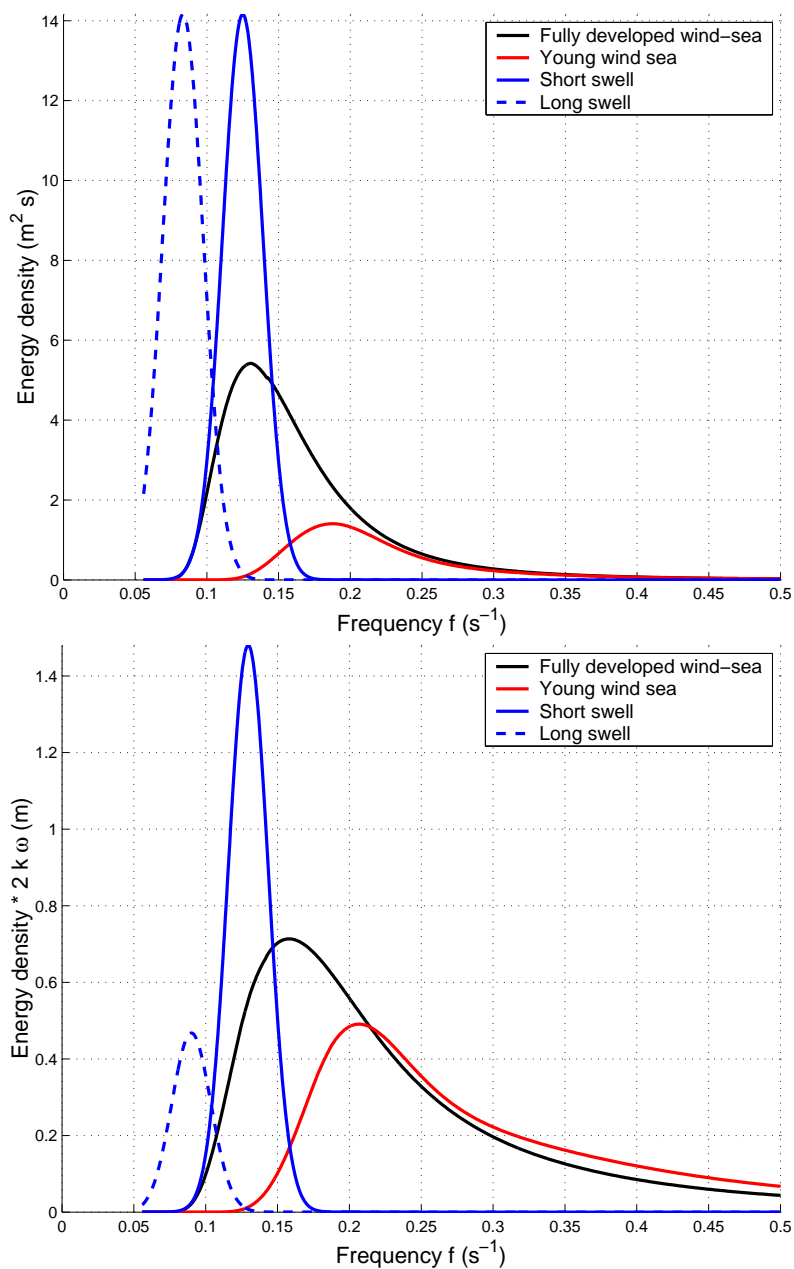 14
12
10
8
6
4
2
0
Energy density (m² s)
Fully developed wind−sea
Young wind sea
Short swell
Long swell
0 0.05 0.1 0.15 0.2 0.25 0.3 0.35 0.4 0.45 0.5
Frequency f (s⁻¹)
1.4
1.2
1
0.8
0.6
0.4
0.2
0
Energy density * 2 k ω (m)
Fully developed wind−sea
Young wind sea
Short swell
Long swell
0 0.05 0.1 0.15 0.2 0.25 0.3 0.35 0.4 0.45 0.5
Frequency f (s⁻¹)